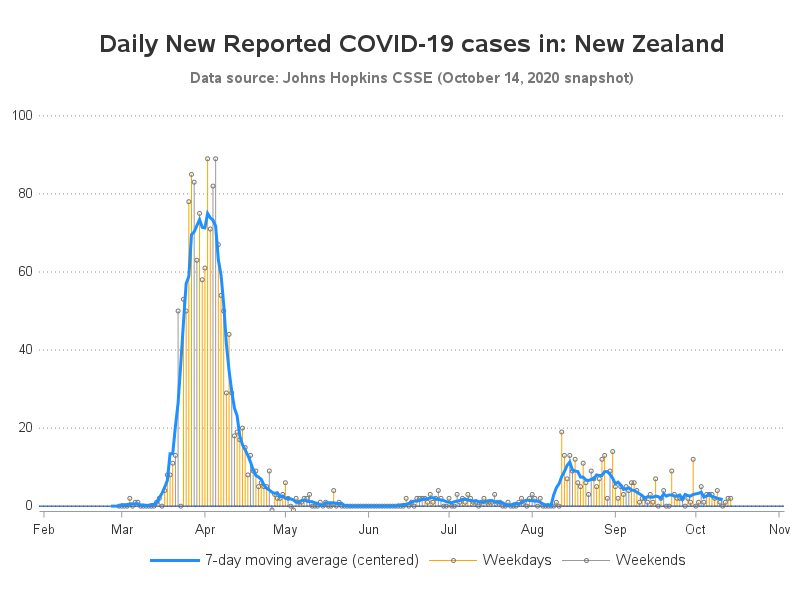 Daily New Reported COVID-19 cases in: New Zealand
Data source: Johns Hopkins CSSE (October 14, 2020 snapshot)
100
80
60
40
20
0
Feb Mar Apr May Jun Jul Aug Sep Oct Nov
7-day moving average (centered) Weekdays Weekends